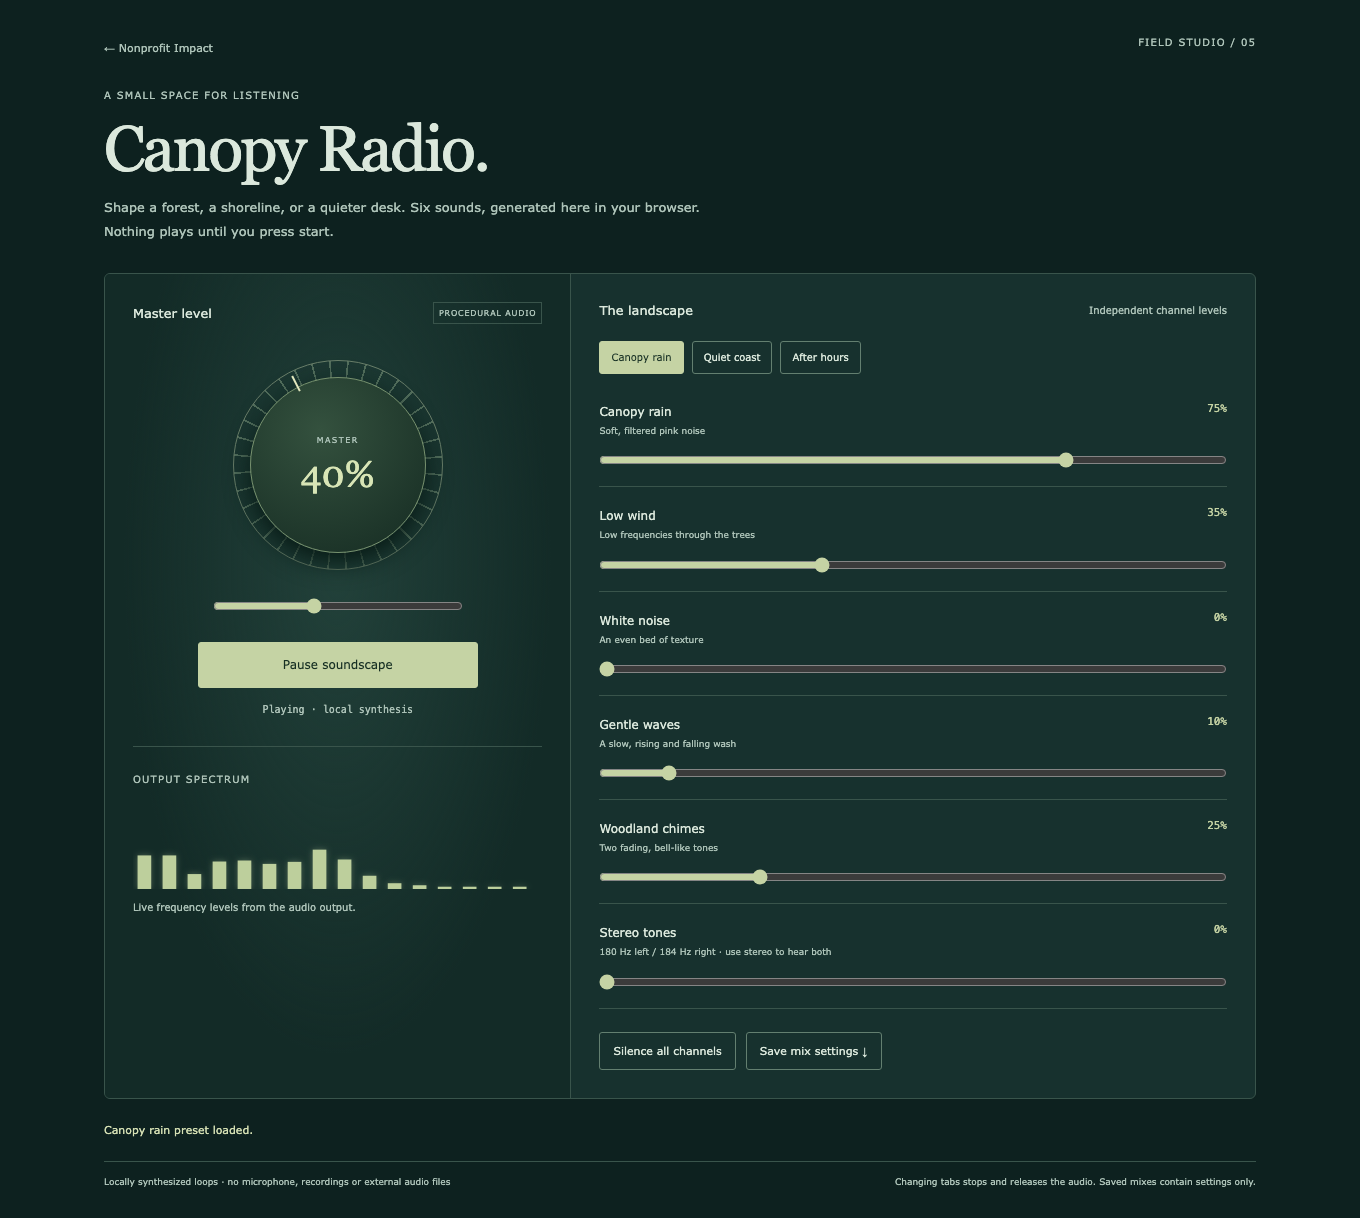 ← Nonprofit Impact
FIELD STUDIO / 05
A SMALL SPACE FOR LISTENING
Canopy Radio.
Shape a forest, a shoreline, or a quieter desk. Six sounds, generated here in your browser.
Nothing plays until you press start.
Master level
PROCEDURAL AUDIO
MASTER
40%
Pause soundscape
Playing · local synthesis
OUTPUT SPECTRUM
Live frequency levels from the audio output.
The landscape
Independent channel levels
Canopy rain
Quiet coast
After hours
Canopy rain
75%
Soft, filtered pink noise
Low wind
35%
Low frequencies through the trees
White noise
0%
An even bed of texture
Gentle waves
10%
A slow, rising and falling wash
Woodland chimes
25%
Two fading, bell-like tones
Stereo tones
0%
180 Hz left / 184 Hz right · use stereo to hear both
Silence all channels
Save mix settings ↓
Canopy rain preset loaded.
Locally synthesized loops · no microphone, recordings or external audio files
Changing tabs stops and releases the audio. Saved mixes contain settings only.